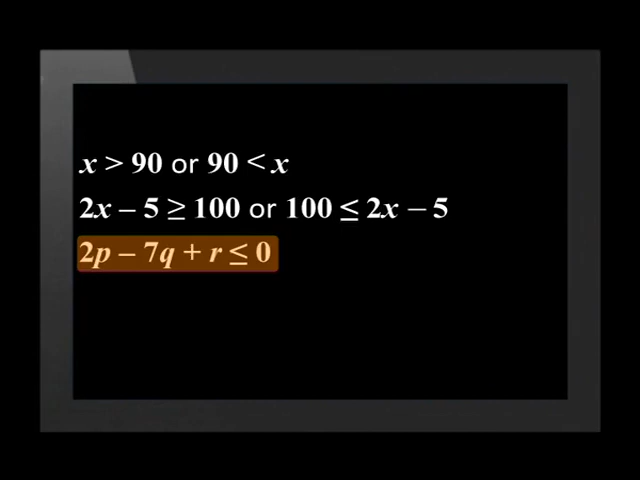 x > 90 or 90 < x
2x – 5 ≥ 100 or 100 ≤ 2x – 5
2p – 7q + r ≤ 0